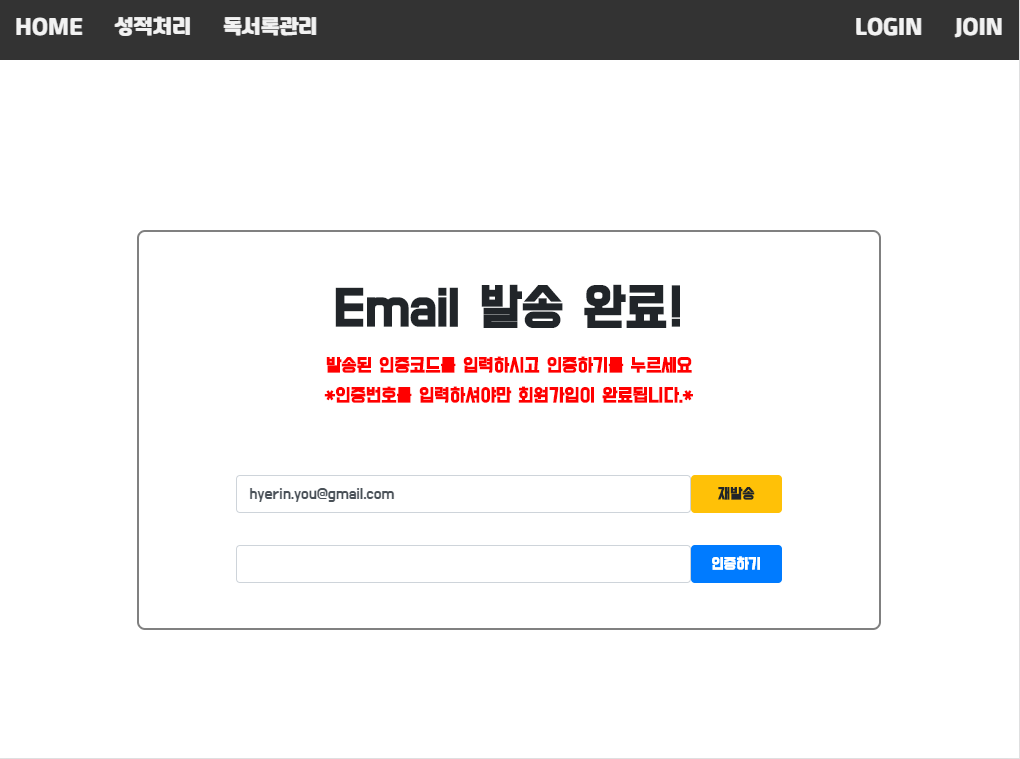 HOME 성적처리 독서록관리 LOGIN JOIN
Email 발송 완료!
발송된 인증코드를 입력하시고 인증하기를 누르세요
*인증번호를 입력하셔야만 회원가입이 완료됩니다.*
hyerin.you@gmail.com 재발송
인증하기